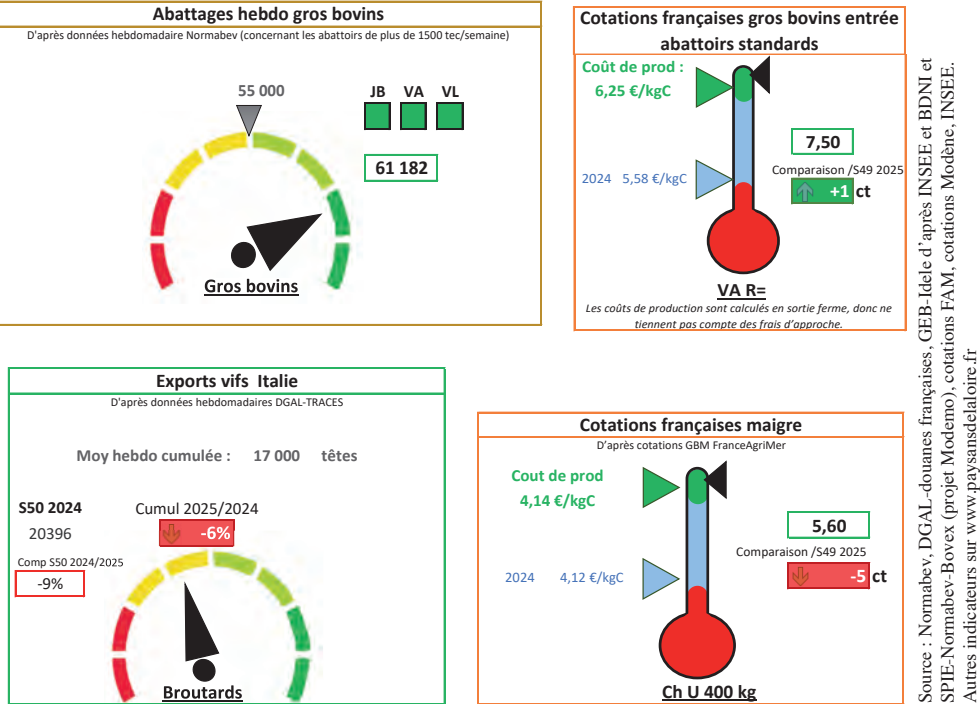 Abattages hebdo gros bovins
D'après données hebdomadaire Normabev (concernant les abattoirs de plus de 1500 tec/semaine)
55 000
JB VA VL
61 182
Gros bovins
Cotations françaises gros bovins entrée
abattoirs standards
Coût de prod :
6,25 €/kgC
7,50
Comparaison /S49 2025
2024 5,58 €/kgC
+1 ct
VA R=
Les coûts de production sont calculés en sortie ferme, donc ne
tiennent pas compte des frais d'approche.
Exports vifs Italie
D'après données hebdomadaires DGAL-TRACES
Moy hebdo cumulée : 17 000 têtes
S50 2024
20396
Cumul 2025/2024
-6%
Comp S50 2024/2025
-9%
Broutards
Cotations françaises maigre
D'après cotations GBM FranceAgriMer
Cout de prod
4,14 €/kgC
5,60
Comparaison /S49 2025
2024 4,12 €/kgC
-5 ct
Ch U 400 kg
Source : Normabev, DGAL-douanes françaises, GEB-Idele d'après INSEE et BDNI et
SPIE-Normabev-Bovex (projet Modemo), cotations FAM, cotations Modène, INSEE.
Autres indicateurs sur www.paysansdelaloire.fr